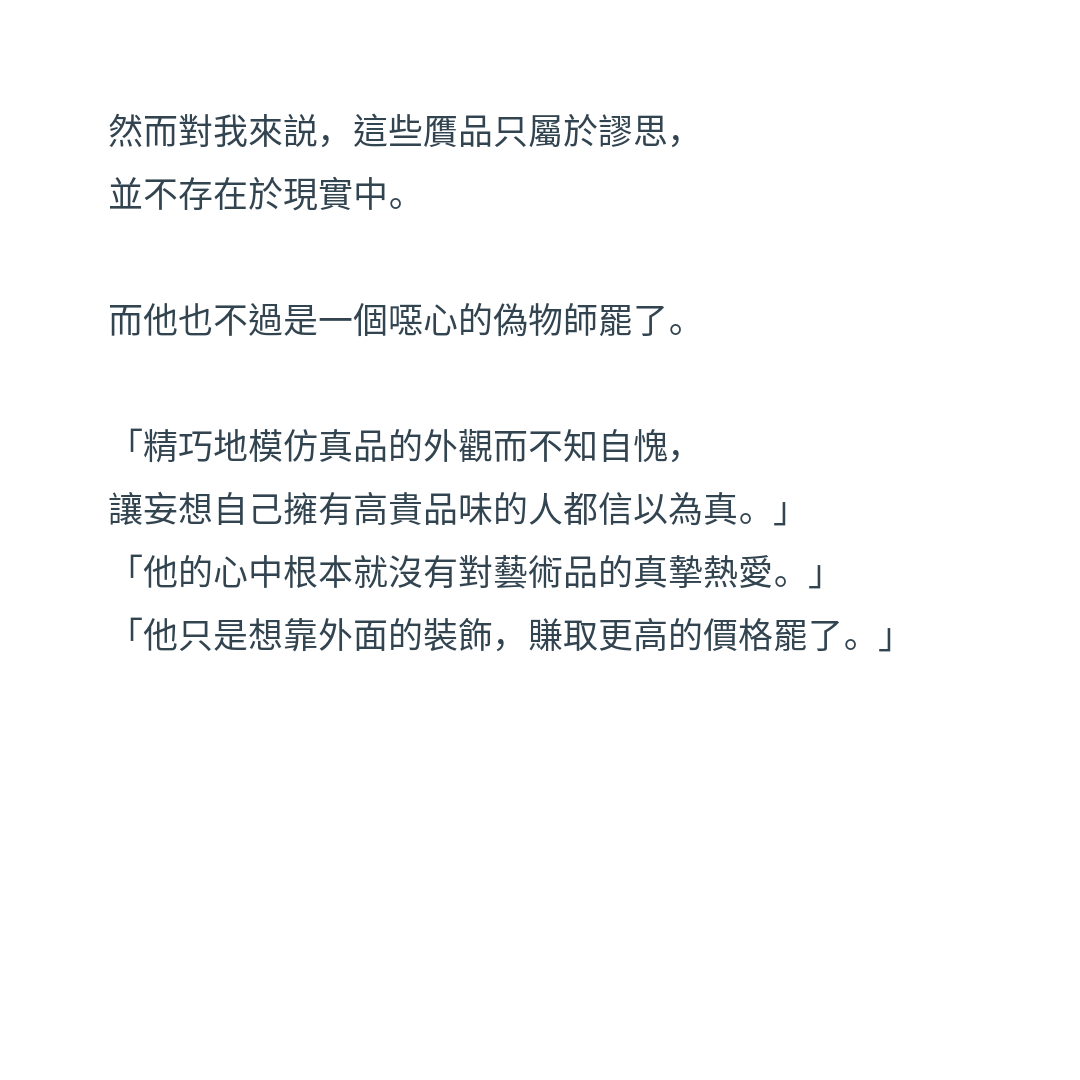 然而對我來説，這些贋品只屬於謬思，
並不存在於現實中。
而他也不過是一個噁心的偽物師罷了。
「精巧地模仿真品的外觀而不知自愧，
讓妄想自己擁有高貴品味的人都信以為真。」
「他的心中根本就沒有對藝術品的真摯熱愛。」
「他只是想靠外面的裝飾，賺取更高的價格罷了。」